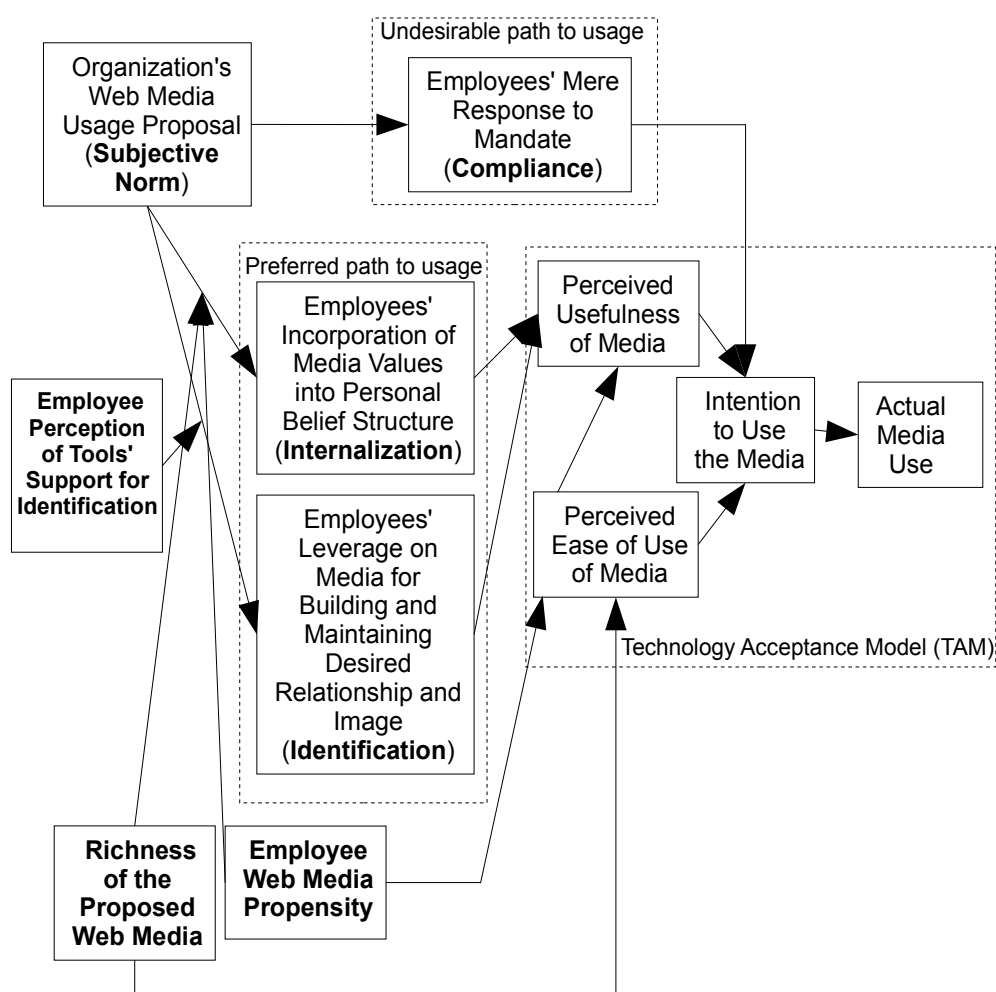 Undesirable path to usage
Organization's
Web Media
Usage Proposal
(Subjective
Norm)
Employees' Mere
Response to
Mandate
(Compliance)
Preferred path to usage
Employees'
Incorporation of
Media Values
into Personal
Belief Structure
(Internalization)
Perceived
Usefulness
of Media
Employee
Perception
of Tools'
Support for
Identification
Intention
to Use
the Media
Actual
Media
Use
Employees'
Leverage on
Media for
Building and
Maintaining
Desired
Relationship and
Image
(Identification)
Perceived
Ease of Use
of Media
Technology Acceptance Model (TAM)
Richness
of the
Proposed
Web Media
Employee
Web Media
Propensity